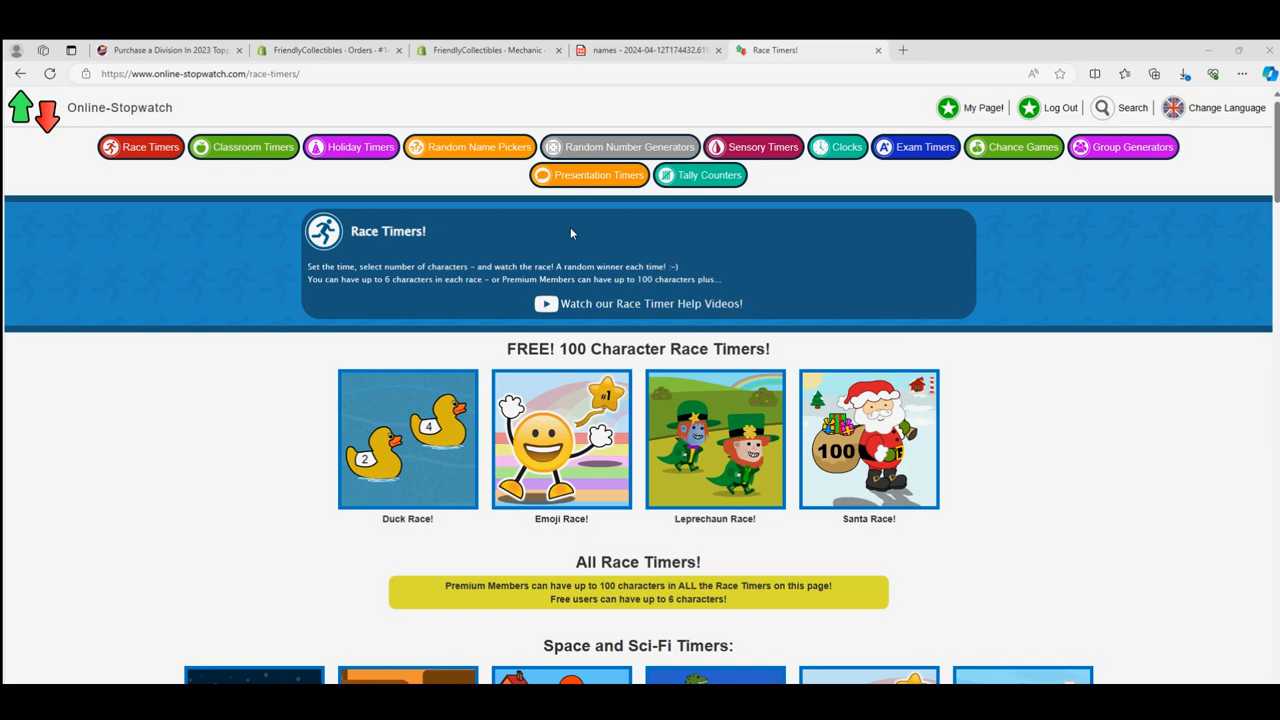 Purchase a Division In 2023 Topp
FriendlyCollectibles - Orders - #1
FriendlyCollectibles - Mechanic -
names - 2024-04-12T174432.619
Race Timers!
https://www.online-stopwatch.com/race-timers/
Online-Stopwatch
My Page!
Log Out
Search
Change Language
Race Timers
Classroom Timers
Holiday Timers
Random Name Pickers
Random Number Generators
Sensory Timers
Clocks
Exam Timers
Chance Games
Group Generators
Presentation Timers
Tally Counters
Race Timers!
Set the time, select number of characters - and watch the race! A random winner each time! :-)
You can have up to 6 characters in each race - or Premium Members can have up to 100 characters plus...
Watch our Race Timer Help Videos!
FREE! 100 Character Race Timers!
2
4
#1
100
Duck Race!
Emoji Race!
Leprechaun Race!
Santa Race!
All Race Timers!
Premium Members can have up to 100 characters in ALL the Race Timers on this page!
Free users can have up to 6 characters!
Space and Sci-Fi Timers: